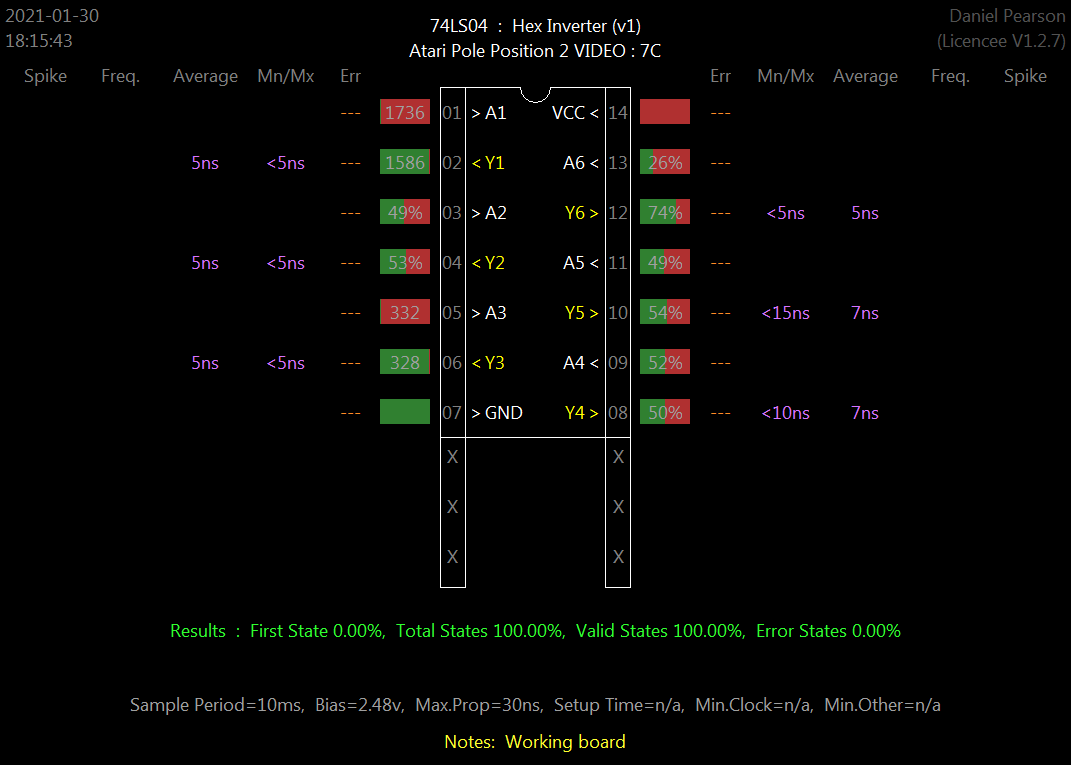 2021-01-30 74LS04 : Hex Inverter (v1) Daniel Pearson
18:15:43 Atari Pole Position 2 VIDEO : 7C (Licencee V1.2.7)
Spike Freq. Average Mn/Mx Err Err Mn/Mx Average Freq. Spike
--- 1736 01 > A1 VCC < 14 ---
5ns <5ns --- 1586 02 < Y1 A6 < 13 26% ---
--- 49% 03 > A2 Y6 > 12 74% --- <5ns 5ns
5ns <5ns --- 53% 04 < Y2 A5 < 11 49% ---
--- 332 05 > A3 Y5 > 10 54% --- <15ns 7ns
5ns <5ns --- 328 06 < Y3 A4 < 09 52% ---
--- 07 > GND Y4 > 08 50% --- <10ns 7ns
X X
X X
X X
Results : First State 0.00%, Total States 100.00%, Valid States 100.00%, Error States 0.00%
Sample Period=10ms, Bias=2.48v, Max.Prop=30ns, Setup Time=n/a, Min.Clock=n/a, Min.Other=n/a
Notes: Working board